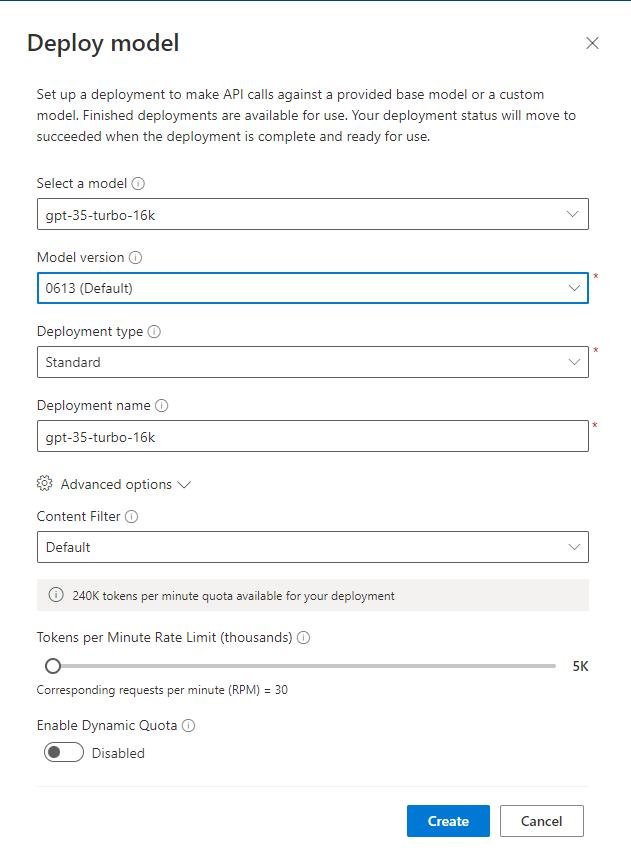 Deploy model
Set up a deployment to make API calls against a provided base model or a custom
model. Finished deployments are available for use. Your deployment status will move to
succeeded when the deployment is complete and ready for use.
Select a model
gpt-35-turbo-16k
Model version
0613 (Default)
*
Deployment type
Standard
*
Deployment name
gpt-35-turbo-16k
*
Advanced options
Content Filter
Default
240K tokens per minute quota available for your deployment
Tokens per Minute Rate Limit (thousands)
5K
Corresponding requests per minute (RPM) = 30
Enable Dynamic Quota
Disabled
Create Cancel